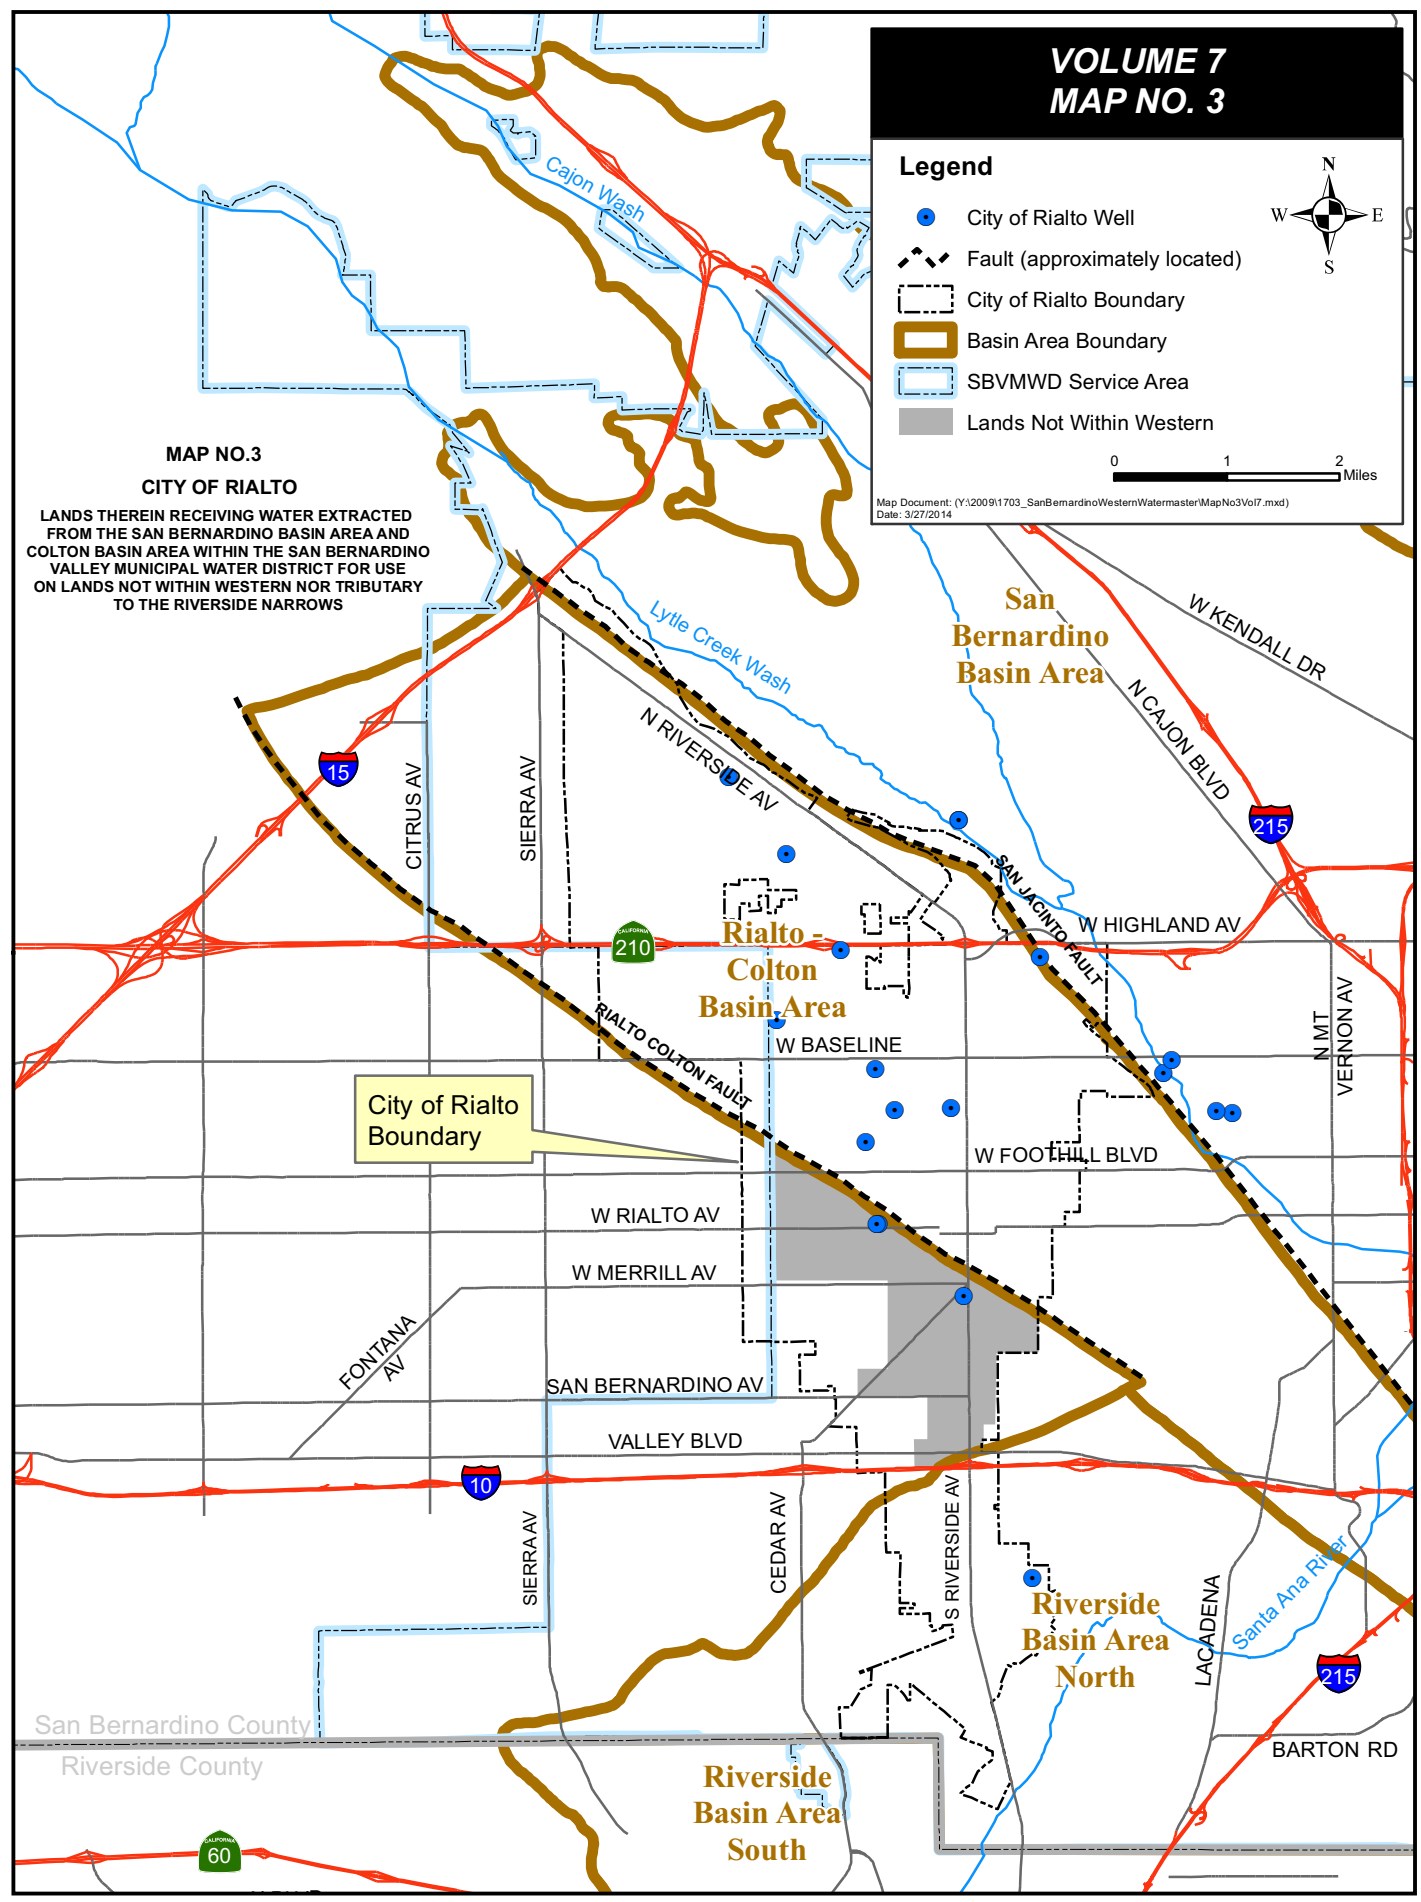 VOLUME 7
MAP NO. 3
Legend
City of Rialto Well
Fault (approximately located)
City of Rialto Boundary
Basin Area Boundary
SBVMWD Service Area
Lands Not Within Western
N
W
E
S
0
1
2
Miles
Map Document: (Y:\2009\1703_SanBernardinoWesternWatermaster\MapNo3Vol7.mxd)
Date: 3/27/2014
Cajon Wash
MAP NO.3
CITY OF RIALTO
LANDS THEREIN RECEIVING WATER EXTRACTED
FROM THE SAN BERNARDINO BASIN AREA AND
COLTON BASIN AREA WITHIN THE SAN BERNARDINO
VALLEY MUNICIPAL WATER DISTRICT FOR USE
ON LANDS NOT WITHIN WESTERN NOR TRIBUTARY
TO THE RIVERSIDE NARROWS
San
Bernardino
Basin Area
Lytle Creek Wash
W KENDALL DR
N CAJON BLVD
N RIVERSIDE AV
15
CITRUS AV
SIERRA AV
215
SAN JACINTO FAULT
W HIGHLAND AV
CALIFORNIA
210
Rialto -
Colton
Basin Area
RIALTO COLTON FAULT
W BASELINE
N MT
VERNON AV
City of Rialto
Boundary
W FOOTHILL BLVD
W RIALTO AV
W MERRILL AV
FONTANA
AV
SAN BERNARDINO AV
VALLEY BLVD
10
SIERRA AV
CEDAR AV
S RIVERSIDE AV
Riverside
Basin Area
North
LACADENA
Santa Ana River
215
San Bernardino County
Riverside County
BARTON RD
Riverside
Basin Area
South
CALIFORNIA
60